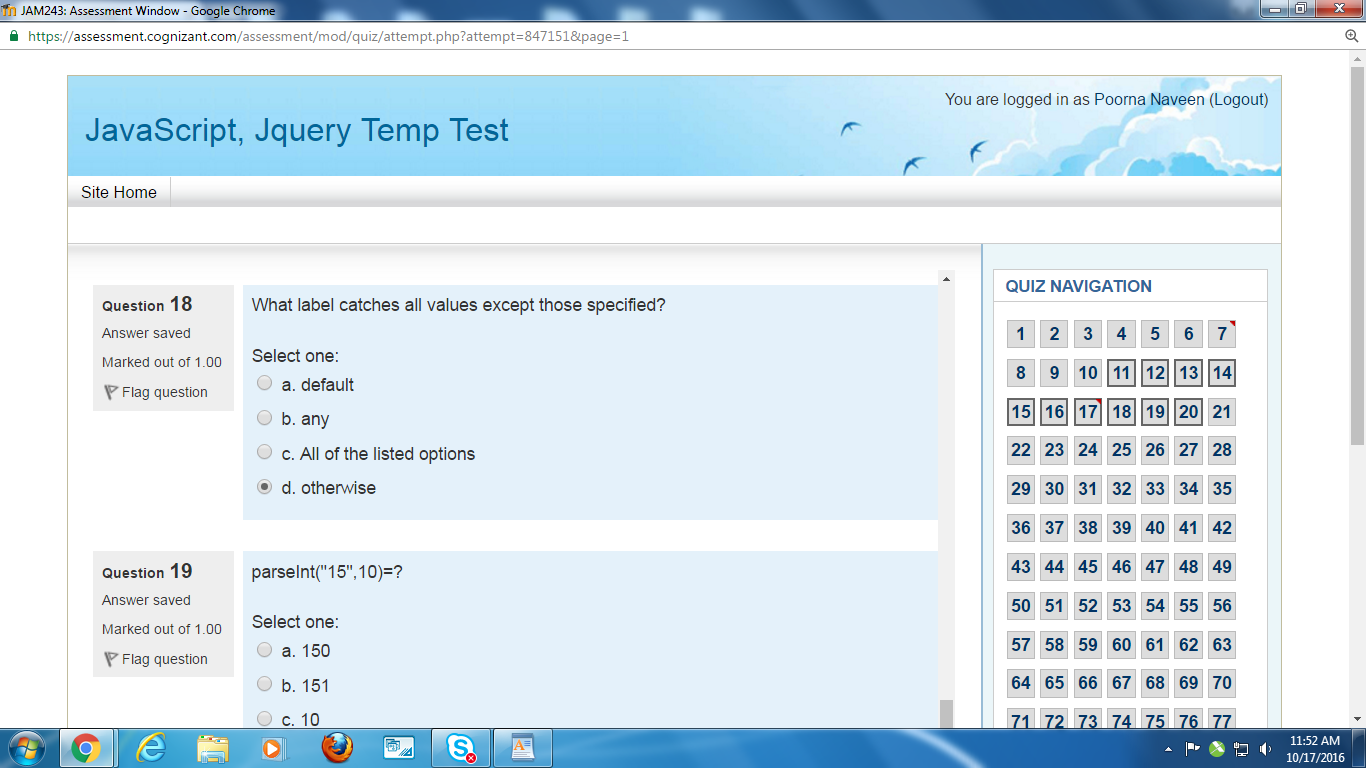 JAM243: Assessment Window - Google Chrome
https://assessment.cognizant.com/assessment/mod/quiz/attempt.php?attempt=847151&page=1
You are logged in as Poorna Naveen (Logout)
JavaScript, Jquery Temp Test
Site Home
Question 18
Answer saved
Marked out of 1.00
Flag question
What label catches all values except those specified?
Select one:
a. default
b. any
c. All of the listed options
d. otherwise
Question 19
Answer saved
Marked out of 1.00
Flag question
parseInt("15",10)=?
Select one:
a. 150
b. 151
c. 10
QUIZ NAVIGATION
1 2 3 4 5 6 7
8 9 10 11 12 13 14
15 16 17 18 19 20 21
22 23 24 25 26 27 28
29 30 31 32 33 34 35
36 37 38 39 40 41 42
43 44 45 46 47 48 49
50 51 52 53 54 55 56
57 58 59 60 61 62 63
64 65 66 67 68 69 70
71 72 73 74 75 76 77
11:52 AM
10/17/2016